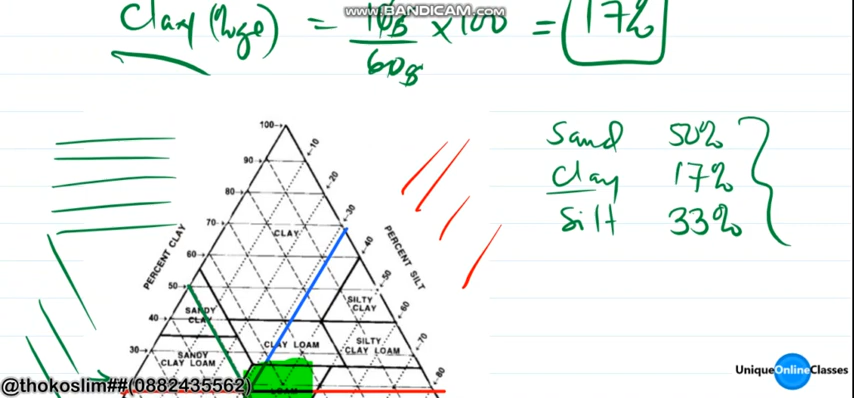 WWW.BANDICAM.COM
Clay (%ge) = 10g/60g × 100 = 17%
Sand 50%
Clay 17%
Silt 33%
100
90
80
70
60
50
40
30
10
20
30
40
50
60
70
80
PERCENT CLAY
PERCENT SILT
CLAY
SILTY
CLAY
SANDY
CLAY
CLAY LOAM
SILTY
CLAY LOAM
SANDY
CLAY LOAM
LOAM
UniqueOnlineClasses
@thokoslim##(0882435562)